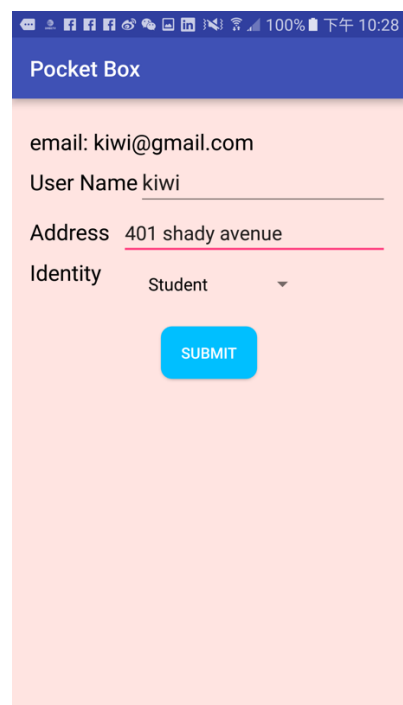 100% 下午 10:28
Pocket Box
email: kiwi@gmail.com
User Name kiwi
Address 401 shady avenue
Identity Student
SUBMIT